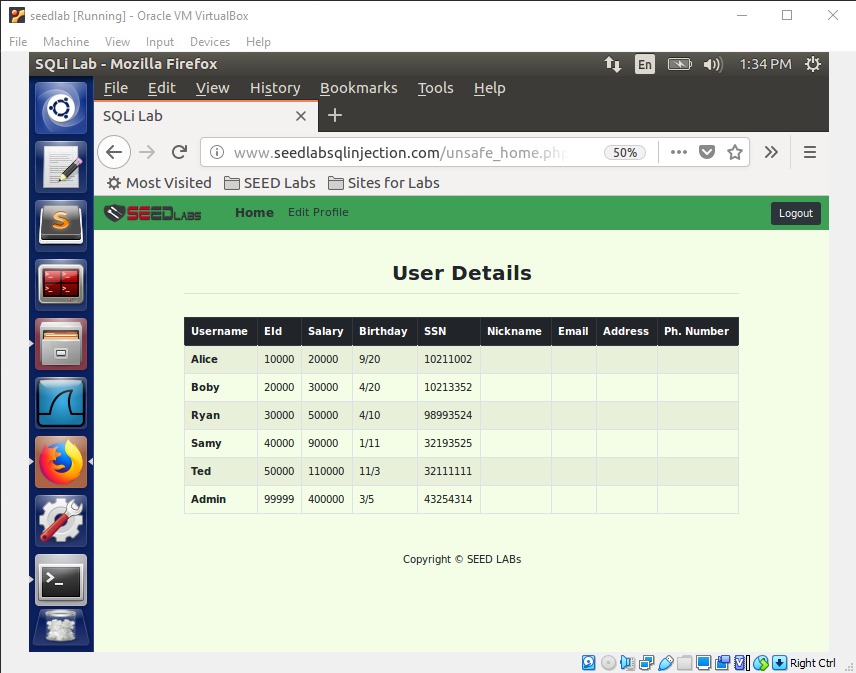 seedlab [Running] - Oracle VM VirtualBox
File Machine View Input Devices Help
SQLi Lab - Mozilla Firefox En 1:34 PM
File Edit View History Bookmarks Tools Help
SQLi Lab
www.seedlabsqlinjection.com/unsafe_home.php 50%
Most Visited SEED Labs Sites for Labs
SEEDLABS Home Edit Profile Logout
User Details
Username EId Salary Birthday SSN Nickname Email Address Ph. Number
Alice 10000 20000 9/20 10211002
Boby 20000 30000 4/20 10213352
Ryan 30000 50000 4/10 98993524
Samy 40000 90000 1/11 32193525
Ted 50000 110000 11/3 32111111
Admin 99999 400000 3/5 43254314
Copyright © SEED LABs
Right Ctrl